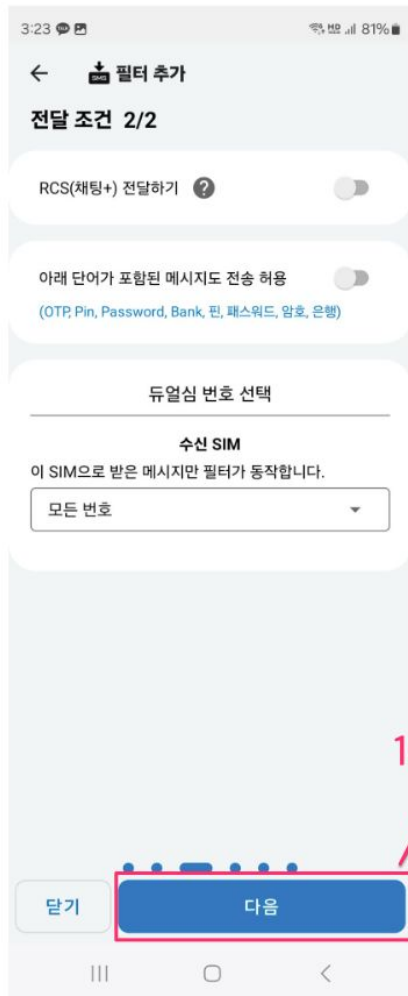 3:23 81%
SMS 필터 추가
전달 조건 2/2
RCS(채팅+) 전달하기 ?
아래 단어가 포함된 메시지도 전송 허용
(OTP, Pin, Password, Bank, 핀, 패스워드, 암호, 은행)
듀얼심 번호 선택
수신 SIM
이 SIM으로 받은 메시지만 필터가 동작합니다.
모든 번호
1
닫기 다음